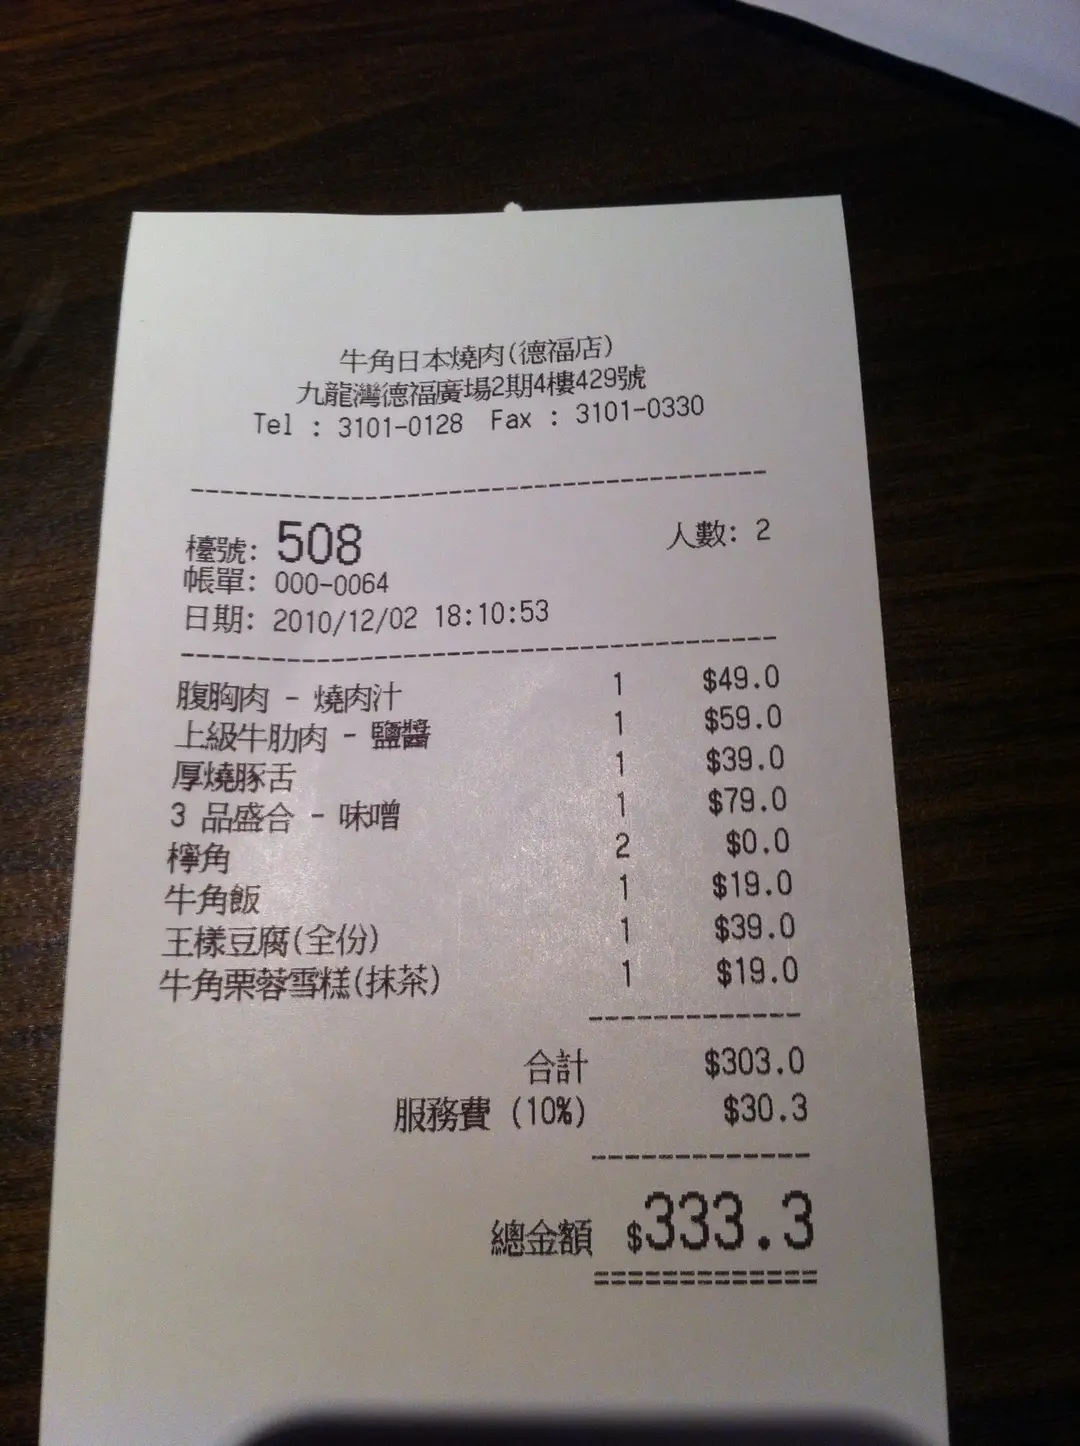 牛角日本燒肉(德福店)
九龍灣德福廣場2期4樓429號
Tel : 3101-0128 Fax : 3101-0330
檯號: 508 人數: 2
帳單: 000-0064
日期: 2010/12/02 18:10:53
腹胸肉 - 燒肉汁 1 $49.0
上級牛肋肉 - 鹽醬 1 $59.0
厚燒豚舌 1 $39.0
3 品盛合 - 味噌 1 $79.0
檸角 2 $0.0
牛角飯 1 $19.0
王樣豆腐(全份) 1 $39.0
牛角栗蓉雪糕(抹茶) 1 $19.0
合計 $303.0
服務費 (10%) $30.3
總金額 $333.3